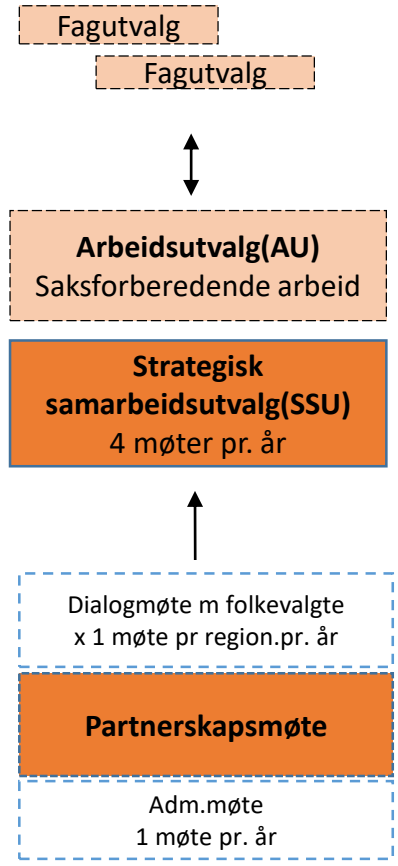 Fagutvalg
Fagutvalg
Arbeidsutvalg(AU)
Saksforberedende arbeid
Strategisk
samarbeidsutvalg(SSU)
4 møter pr. år
Dialogmøte m folkevalgte
x 1 møte pr region.pr. år
Partnerskapsmøte
Adm.møte
1 møte pr. år